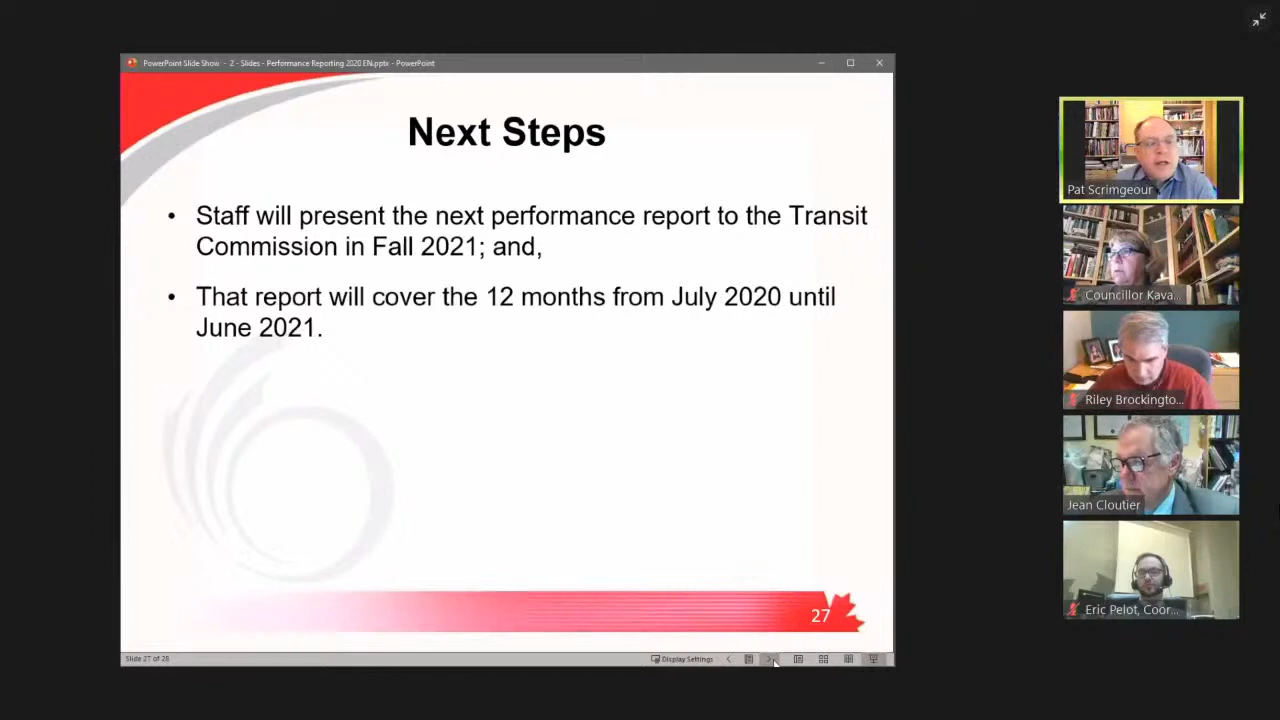 PowerPoint Slide Show - 2 - Slides - Performance Reporting 2020 EN.pptx - PowerPoint
Next Steps
• Staff will present the next performance report to the Transit
Commission in Fall 2021; and,
• That report will cover the 12 months from July 2020 until
June 2021.
27
Slide 27 of 28
Display Settings
Pat Scrimgeour
Councillor Kava...
Riley Brockingto...
Jean Cloutier
Eric Pelot, Coor...